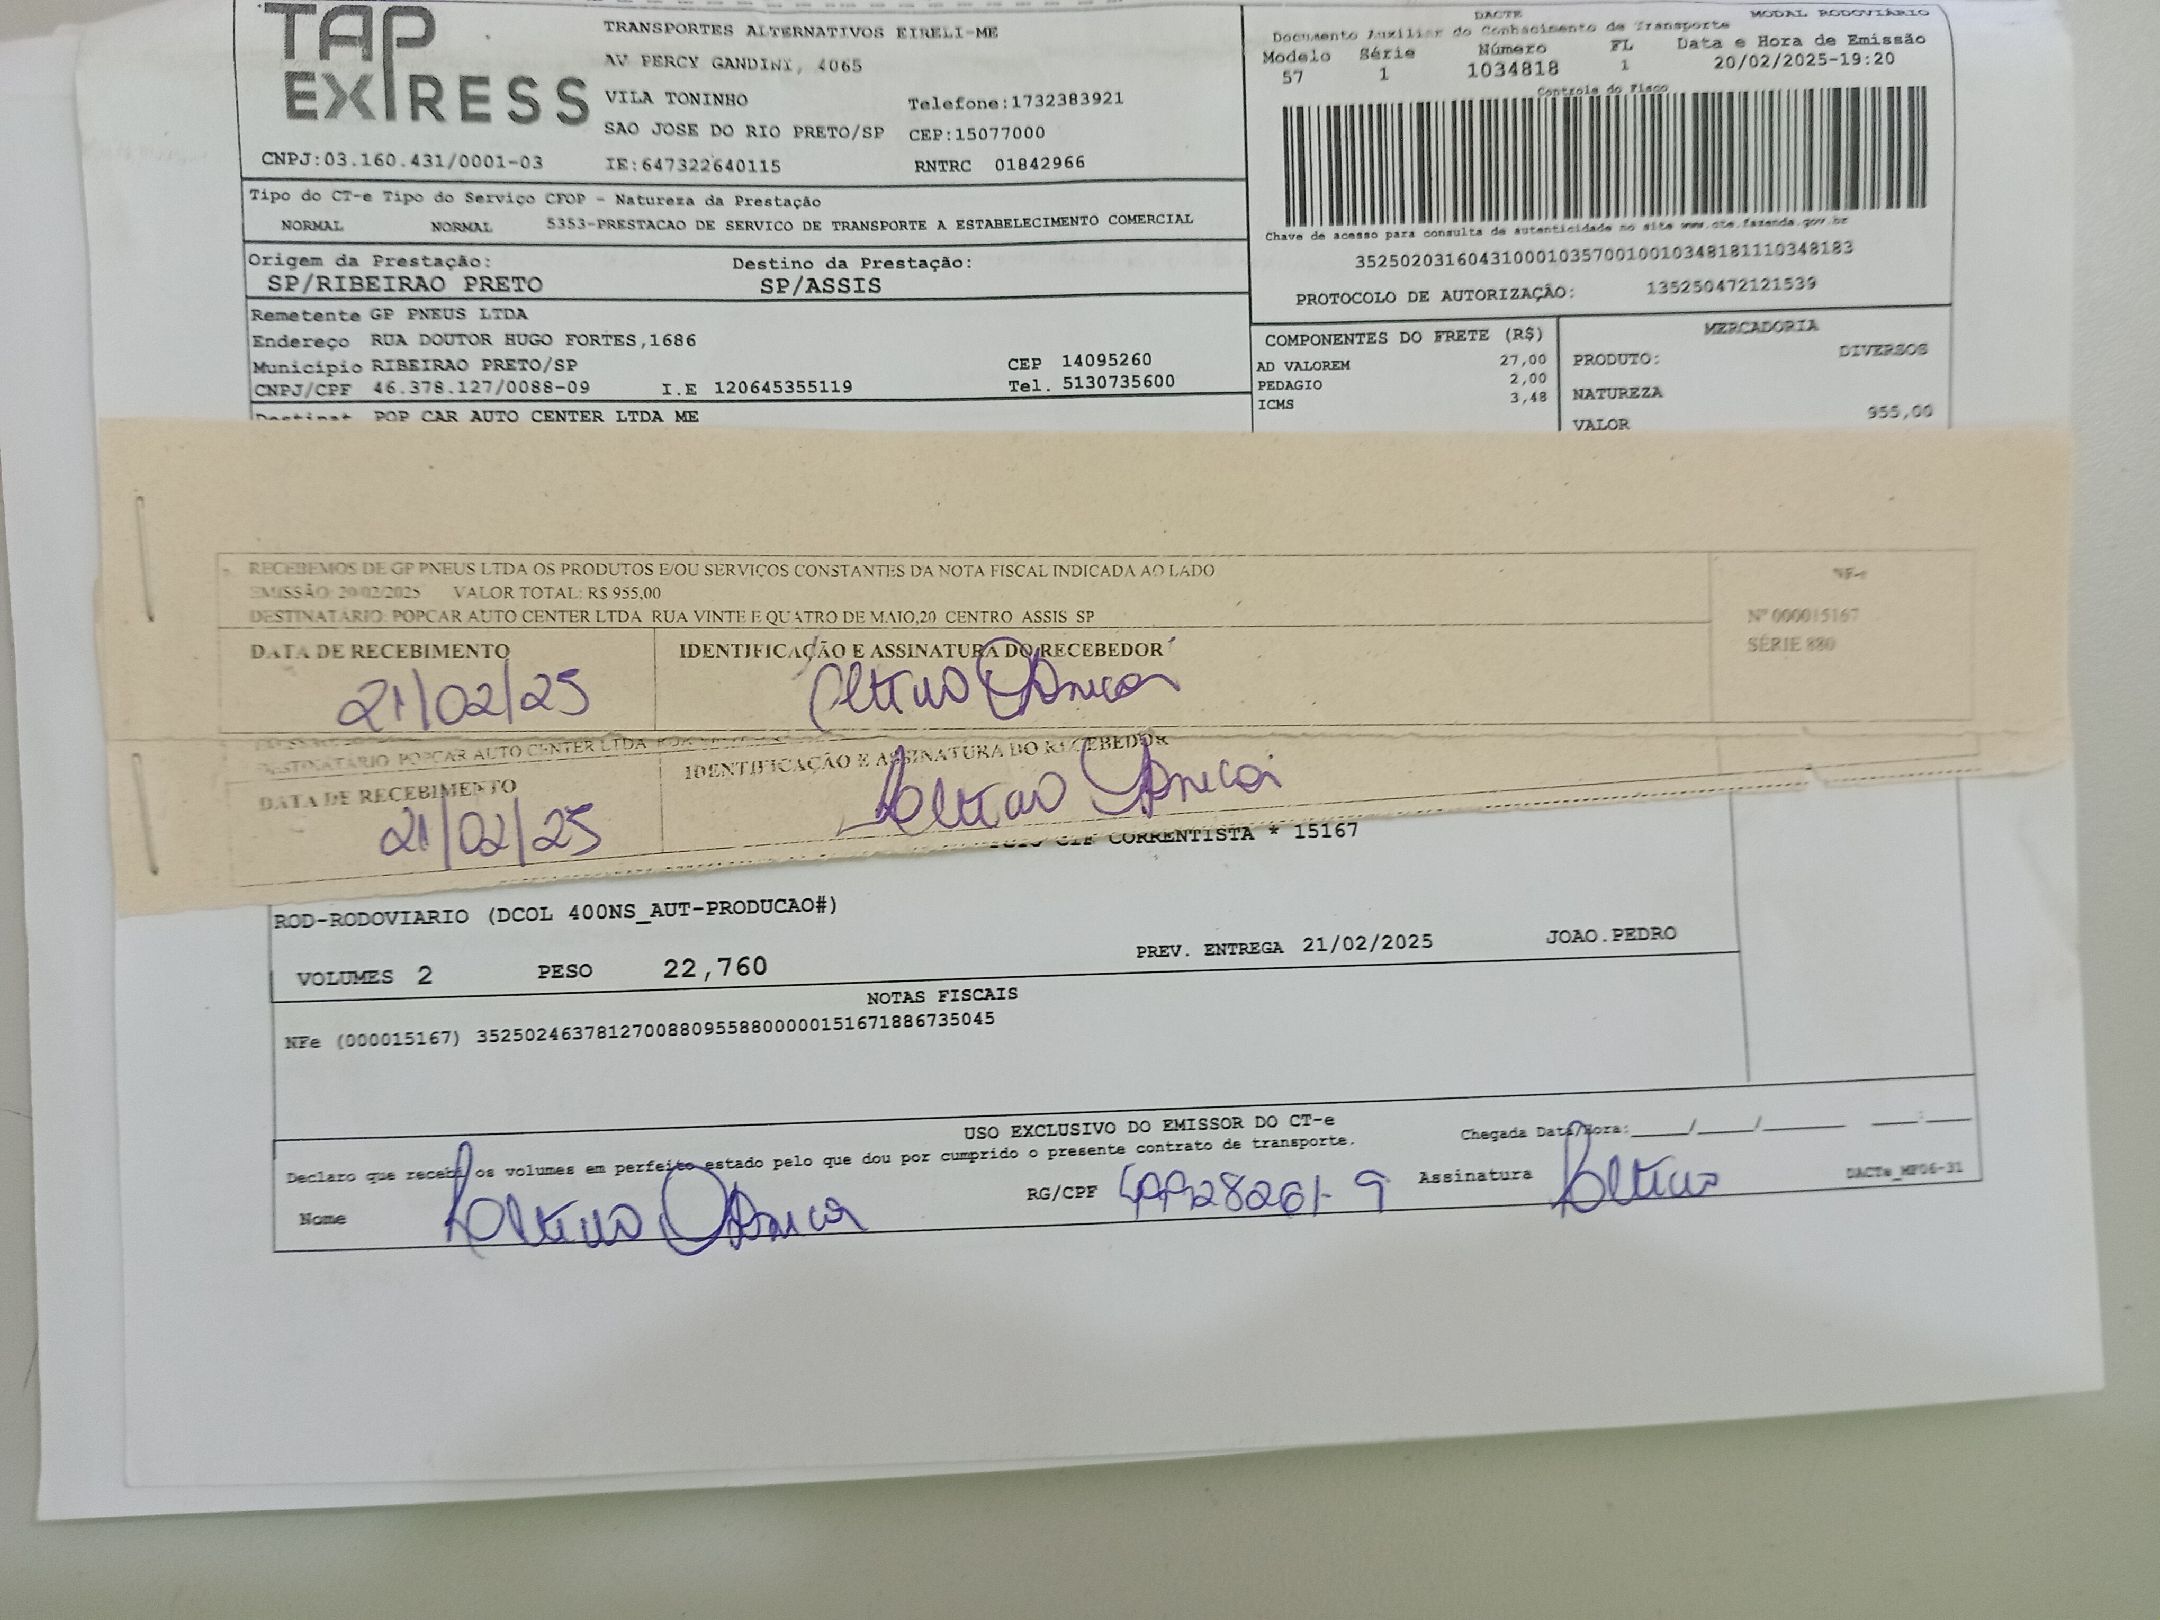 TAP EXPRESS
TRANSPORTES ALTERNATIVOS EIRELI-ME
AV PERCY GANDINI, 4065
VILA TONINHO Telefone:1732383921
SAO JOSE DO RIO PRETO/SP CEP:15077000
CNPJ:03.160.431/0001-03 IE:647322640115 RNTRC 01842966
DACTE MODAL RODOVIÁRIO
Documento Auxiliar do Conhecimento de Transporte
Modelo Série Número FL Data e Hora de Emissão
57 1 1034818 1 20/02/2025-19:20
Controle do Fisco
Chave de acesso para consulta de autenticidade no site www.cte.fazenda.gov.br
35250203160431000103570010010348181110348183
PROTOCOLO DE AUTORIZAÇÃO: 135250472121539
Tipo do CT-e Tipo do Serviço CFOP - Natureza da Prestação
NORMAL NORMAL 5353-PRESTACAO DE SERVICO DE TRANSPORTE A ESTABELECIMENTO COMERCIAL
Origem da Prestação: Destino da Prestação:
SP/RIBEIRAO PRETO SP/ASSIS
Remetente GP PNEUS LTDA
Endereço RUA DOUTOR HUGO FORTES,1686
Município RIBEIRAO PRETO/SP CEP 14095260
CNPJ/CPF 46.378.127/0088-09 I.E 120645355119 Tel. 5130735600
Destinat POP CAR AUTO CENTER LTDA ME
COMPONENTES DO FRETE (R$)
AD VALOREM 27,00
PEDAGIO 2,00
ICMS 3,48
MERCADORIA
PRODUTO: DIVERSOS
NATUREZA
VALOR 955,00
RECEBEMOS DE GP PNEUS LTDA OS PRODUTOS E/OU SERVIÇOS CONSTANTES DA NOTA FISCAL INDICADA AO LADO
EMISSÃO: 20/02/2025 VALOR TOTAL: R$ 955,00
DESTINATÁRIO: POPCAR AUTO CENTER LTDA RUA VINTE E QUATRO DE MAIO,20 CENTRO ASSIS SP
NF-e
Nº 000015167
SÉRIE 880
DATA DE RECEBIMENTO IDENTIFICAÇÃO E ASSINATURA DO RECEBEDOR
21/02/25
DESTINATÁRIO: POPCAR AUTO CENTER LTDA
DATA DE RECEBIMENTO IDENTIFICAÇÃO E ASSINATURA DO RECEBEDOR
21/02/25
CIF CORRENTISTA * 15167
ROD-RODOVIARIO (DCOL 400NS_AUT-PRODUCAO#)
VOLUMES 2 PESO 22,760 PREV. ENTREGA 21/02/2025 JOAO.PEDRO
NOTAS FISCAIS
NFe (000015167) 35250246378127008809558800000151671886735045
USO EXCLUSIVO DO EMISSOR DO CT-e
Declaro que recebi os volumes em perfeito estado pelo que dou por cumprido o presente contrato de transporte.
Chegada Data/Hora:____/____/______ ___:___
Nome RG/CPF Assinatura
DACTe_MF06-31